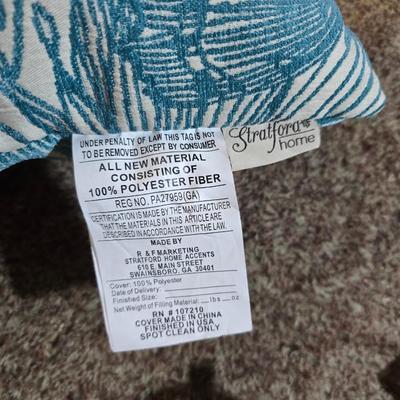 UNDER PENALTY OF LAW THIS TAG IS NOT
TO BE REMOVED EXCEPT BY CONSUMER
ALL NEW MATERIAL
CONSISTING OF
100% POLYESTER FIBER
REG NO. PA27959(GA)
CERTIFICATION IS MADE BY THE MANUFACTURER
THAT THE MATERIALS IN THIS ARTICLE ARE
DESCRIBED IN ACCORDANCE WITH THE LAW.
MADE BY
R & F MARKETING
STRATFORD HOME ACCENTS
610 E. MAIN STREET
SWAINSBORO, GA 30401
Cover: 100% Polyester
Date of Delivery:
Finished Size:
Net Weight of Filling Material: lbs oz
RN # 107210
COVER MADE IN CHINA
FINISHED IN USA
SPOT CLEAN ONLY
Stratford
home